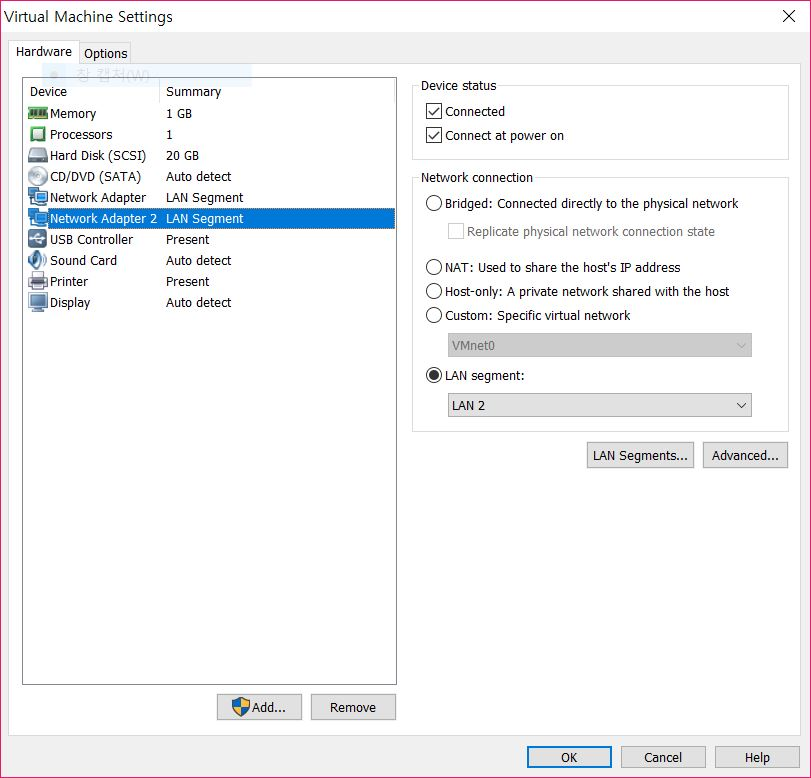 Virtual Machine Settings
Hardware Options
창 캡처(W)
Device Summary
Memory 1 GB
Processors 1
Hard Disk (SCSI) 20 GB
CD/DVD (SATA) Auto detect
Network Adapter LAN Segment
Network Adapter 2 LAN Segment
USB Controller Present
Sound Card Auto detect
Printer Present
Display Auto detect
Add... Remove
Device status
Connected
Connect at power on
Network connection
Bridged: Connected directly to the physical network
Replicate physical network connection state
NAT: Used to share the host's IP address
Host-only: A private network shared with the host
Custom: Specific virtual network
VMnet0
LAN segment:
LAN 2
LAN Segments... Advanced...
OK Cancel Help